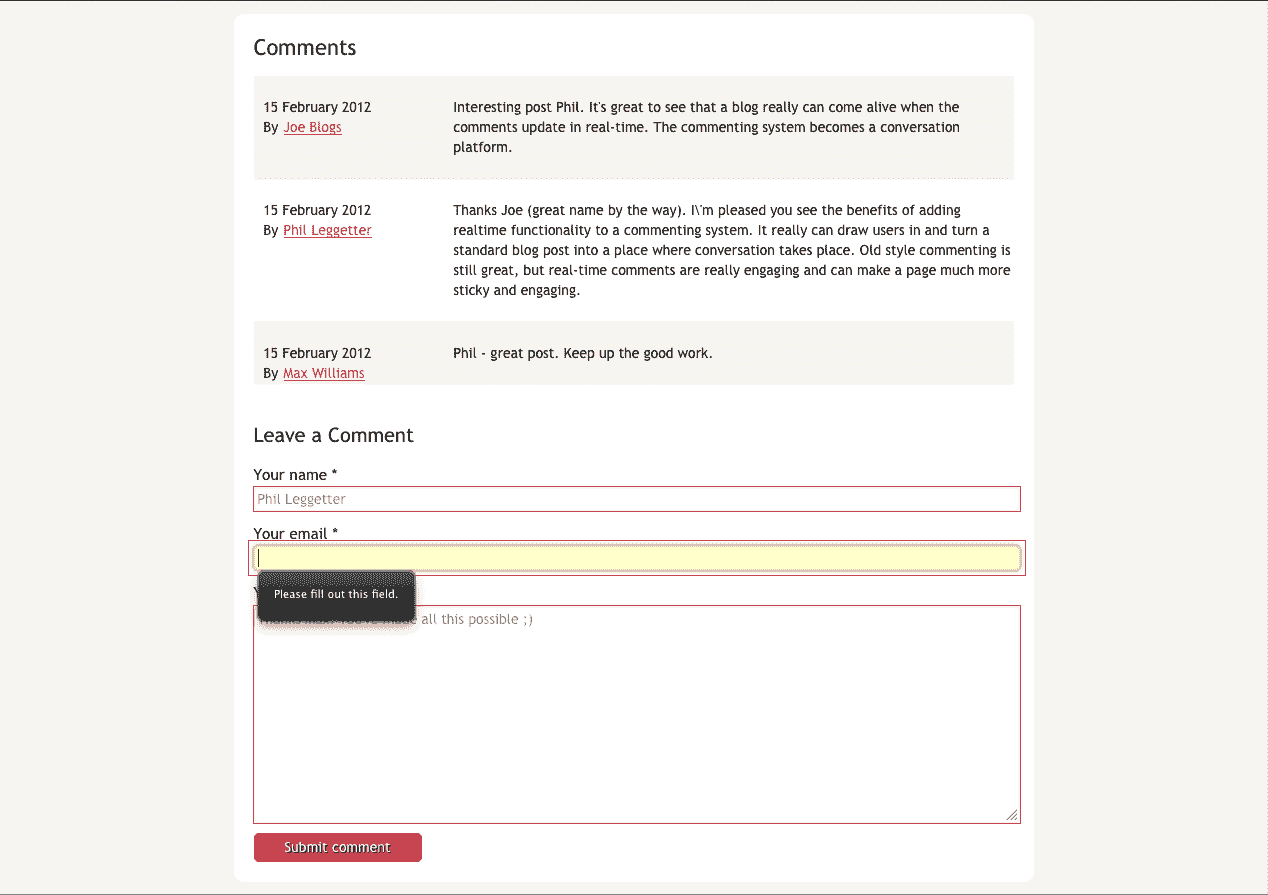 Comments
15 February 2012
By Joe Blogs
Interesting post Phil. It's great to see that a blog really can come alive when the
comments update in real-time. The commenting system becomes a conversation
platform.
15 February 2012
By Phil Leggetter
Thanks Joe (great name by the way). I\'m pleased you see the benefits of adding
realtime functionality to a commenting system. It really can draw users in and turn a
standard blog post into a place where conversation takes place. Old style commenting is
still great, but real-time comments are really engaging and can make a page much more
sticky and engaging.
15 February 2012
By Max Williams
Phil - great post. Keep up the good work.
Leave a Comment
Your name *
Phil Leggetter
Your email *
Please fill out this field.
all this possible ;)
Submit comment